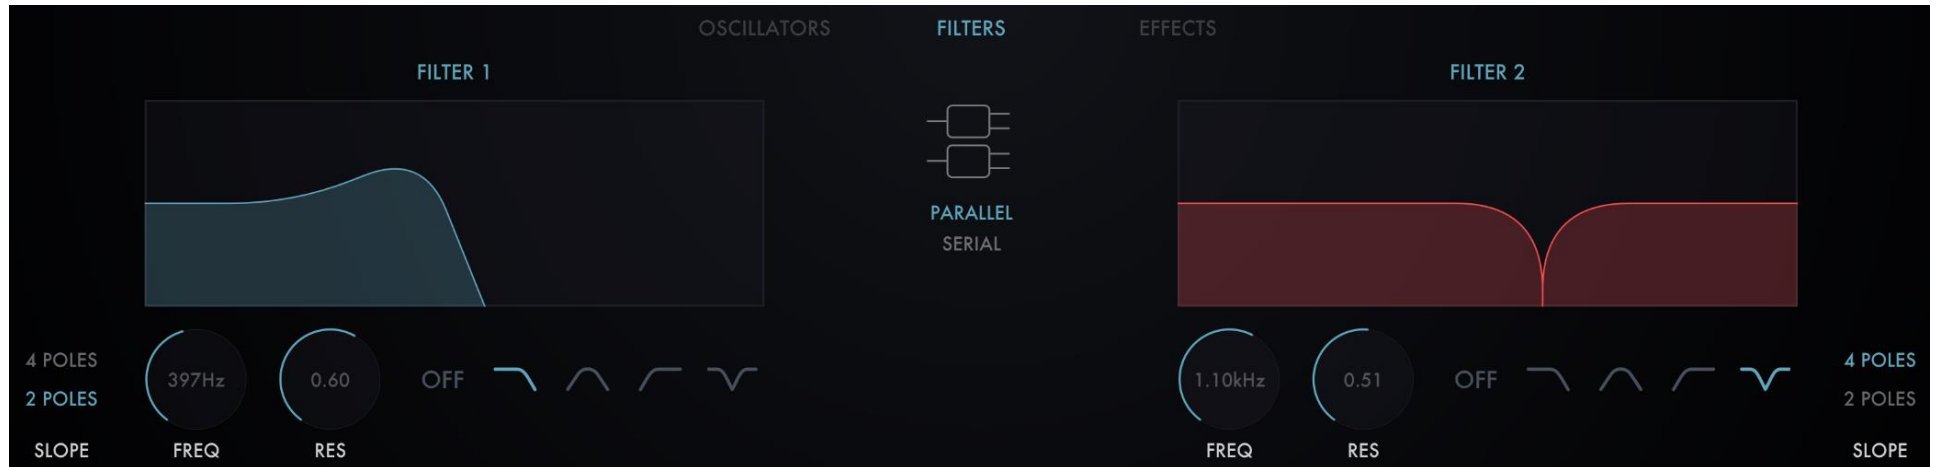 OSCILLATORS FILTERS EFFECTS
FILTER 1
FILTER 2
PARALLEL
SERIAL
4 POLES
2 POLES
SLOPE
397Hz
FREQ
0.60
RES
OFF
1.10kHz
FREQ
0.51
RES
OFF
4 POLES
2 POLES
SLOPE